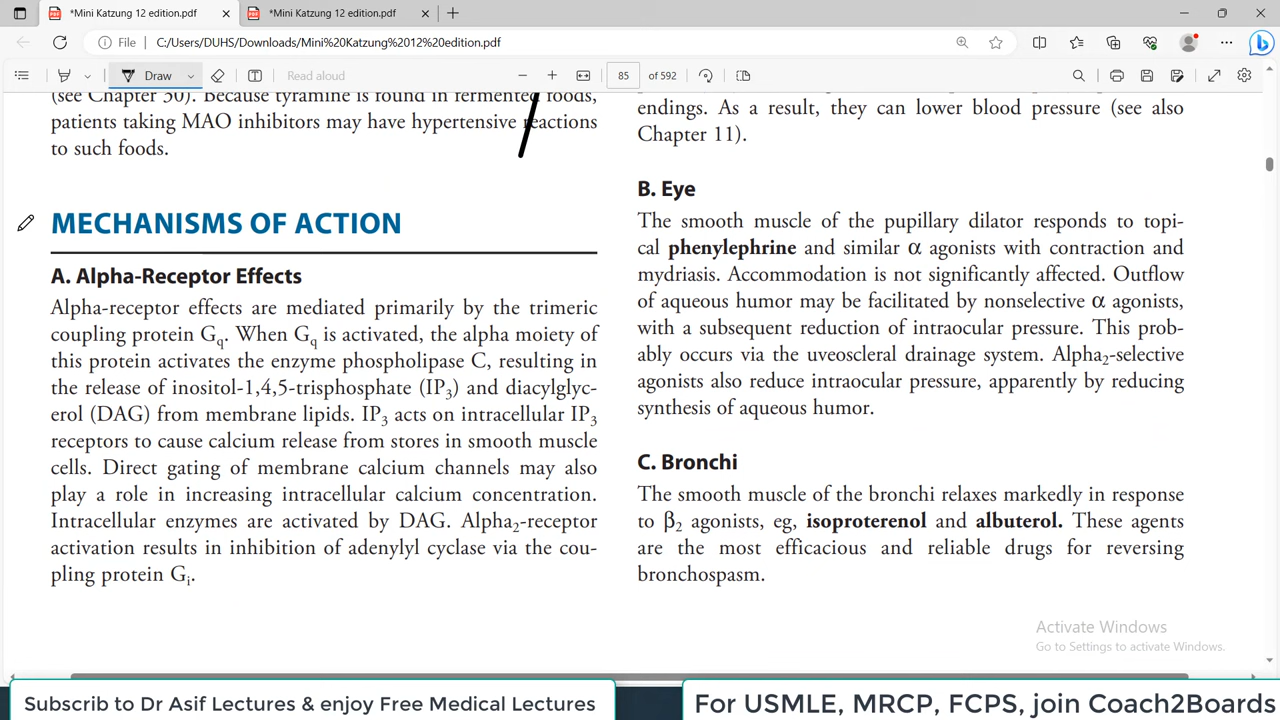 *Mini Katzung 12 edition.pdf
*Mini Katzung 12 edition.pdf
File
C:/Users/DUHS/Downloads/Mini%20Katzung%2012%20edition.pdf
Draw
Read aloud
85
of 592
(see Chapter 30). Because tyramine is found in fermented foods,
patients taking MAO inhibitors may have hypertensive reactions
to such foods.
MECHANISMS OF ACTION
A. Alpha-Receptor Effects
Alpha-receptor effects are mediated primarily by the trimeric
coupling protein Gq. When Gq is activated, the alpha moiety of
this protein activates the enzyme phospholipase C, resulting in
the release of inositol-1,4,5-trisphosphate (IP3) and diacylglyc-
erol (DAG) from membrane lipids. IP3 acts on intracellular IP3
receptors to cause calcium release from stores in smooth muscle
cells. Direct gating of membrane calcium channels may also
play a role in increasing intracellular calcium concentration.
Intracellular enzymes are activated by DAG. Alpha2-receptor
activation results in inhibition of adenylyl cyclase via the cou-
pling protein Gi.
endings. As a result, they can lower blood pressure (see also
Chapter 11).
B. Eye
The smooth muscle of the pupillary dilator responds to topi-
cal phenylephrine and similar α agonists with contraction and
mydriasis. Accommodation is not significantly affected. Outflow
of aqueous humor may be facilitated by nonselective α agonists,
with a subsequent reduction of intraocular pressure. This prob-
ably occurs via the uveoscleral drainage system. Alpha2-selective
agonists also reduce intraocular pressure, apparently by reducing
synthesis of aqueous humor.
C. Bronchi
The smooth muscle of the bronchi relaxes markedly in response
to β2 agonists, eg, isoproterenol and albuterol. These agents
are the most efficacious and reliable drugs for reversing
bronchospasm.
Activate Windows
Go to Settings to activate Windows.
Subscrib to Dr Asif Lectures & enjoy Free Medical Lectures
For USMLE, MRCP, FCPS, join Coach2Boards